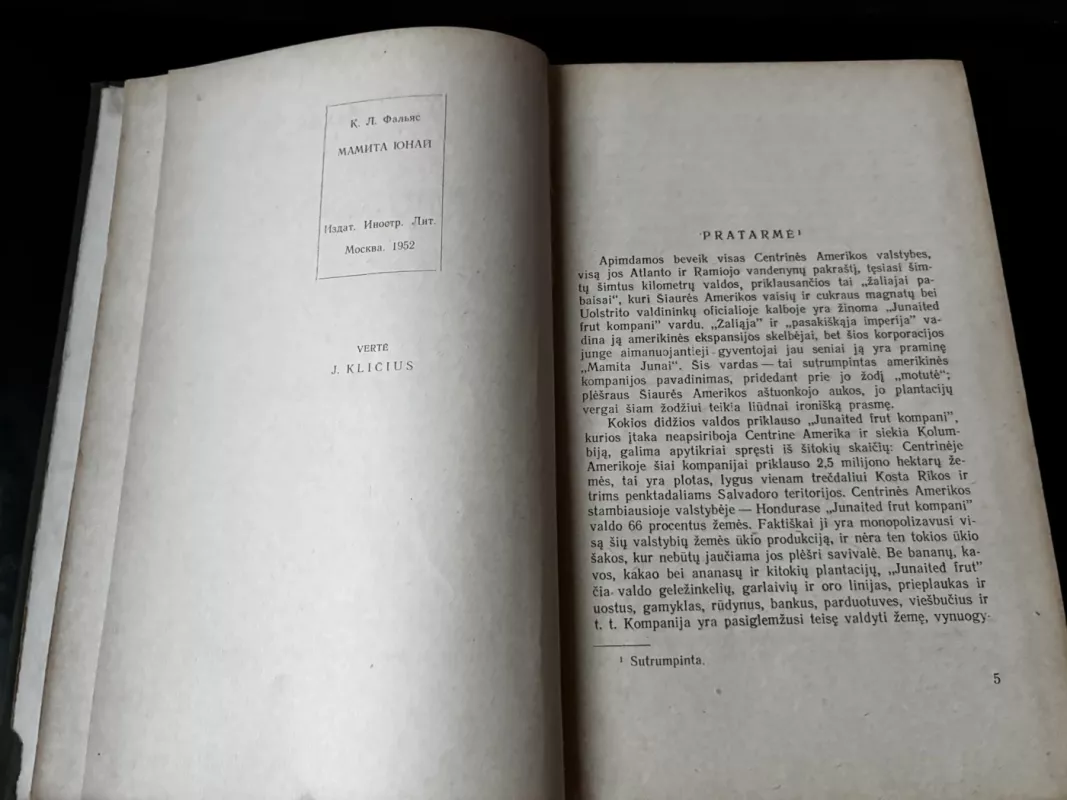 К. Л. Фальяс
МАМИТА ЮНАЙ
Издат. Иностр. Лит.
Москва. 1952
VERTĖ
J. KLIČIUS
PRATARMĖ¹
Apimdamos beveik visas Centrinės Amerikos valstybes,
visą jos Atlanto ir Ramiojo vandenynų pakraštį, tęsiasi šim-
tų šimtus kilometrų valdos, priklausančios tai „žaliajai pa-
baisai“, kuri Šiaurės Amerikos vaisių ir cukraus magnatų bei
Uolstrito valdininkų oficialioje kalboje yra žinoma „Junaited
frut kompani” vardu. „Žaliąja” ir „pasakiškąja imperija” va-
dina ją amerikinės ekspansijos skelbėjai, bet šios korporacijos
junge aimanuojantieji gyventojai jau seniai ją yra praminę
„Mamita Junai“. Šis vardas — tai sutrumpintas amerikinės
kompanijos pavadinimas, pridedant prie jo žodį „motutė“;
plėšraus Šiaurės Amerikos aštuonkojo aukos, jo plantacijų
vergai šiam žodžiui teikia liūdnai ironišką prasmę.
Kokios didžios valdos priklauso „Junaited frut kompani”,
kurios įtaka neapsiriboja Centrine Amerika ir siekia Kolum-
biją, galima apytikriai spręsti iš šitokių skaičių: Centrinėje
Amerikoje šiai kompanijai priklauso 2,5 milijono hektarų že-
mės, tai yra plotas, lygus vienam trečdaliui Kosta Rikos ir
trims penktadaliams Salvadoro teritorijos. Centrinės Amerikos
stambiausioje valstybėje — Hondurase „Junaited frut kompani”
valdo 66 procentus žemės. Faktiškai ji yra monopolizavusi vi-
są šių valstybių žemės ūkio produkciją, ir nėra ten tokios ūkio
šakos, kur nebūtų jaučiama jos plėšri savivalė. Be bananų, ka-
vos, kakao bei ananasų ir kitokių plantacijų, „Junaited frut”
čia valdo geležinkelių, garlaivių ir oro linijas, prieplaukas ir
uostus, gamyklas, rūdynus, bankus, parduotuves, viešbučius ir
t. t. Kompanija yra pasiglemžusi teisę valdyti žemę, vynuogy-
¹ Sutrumpinta.
5